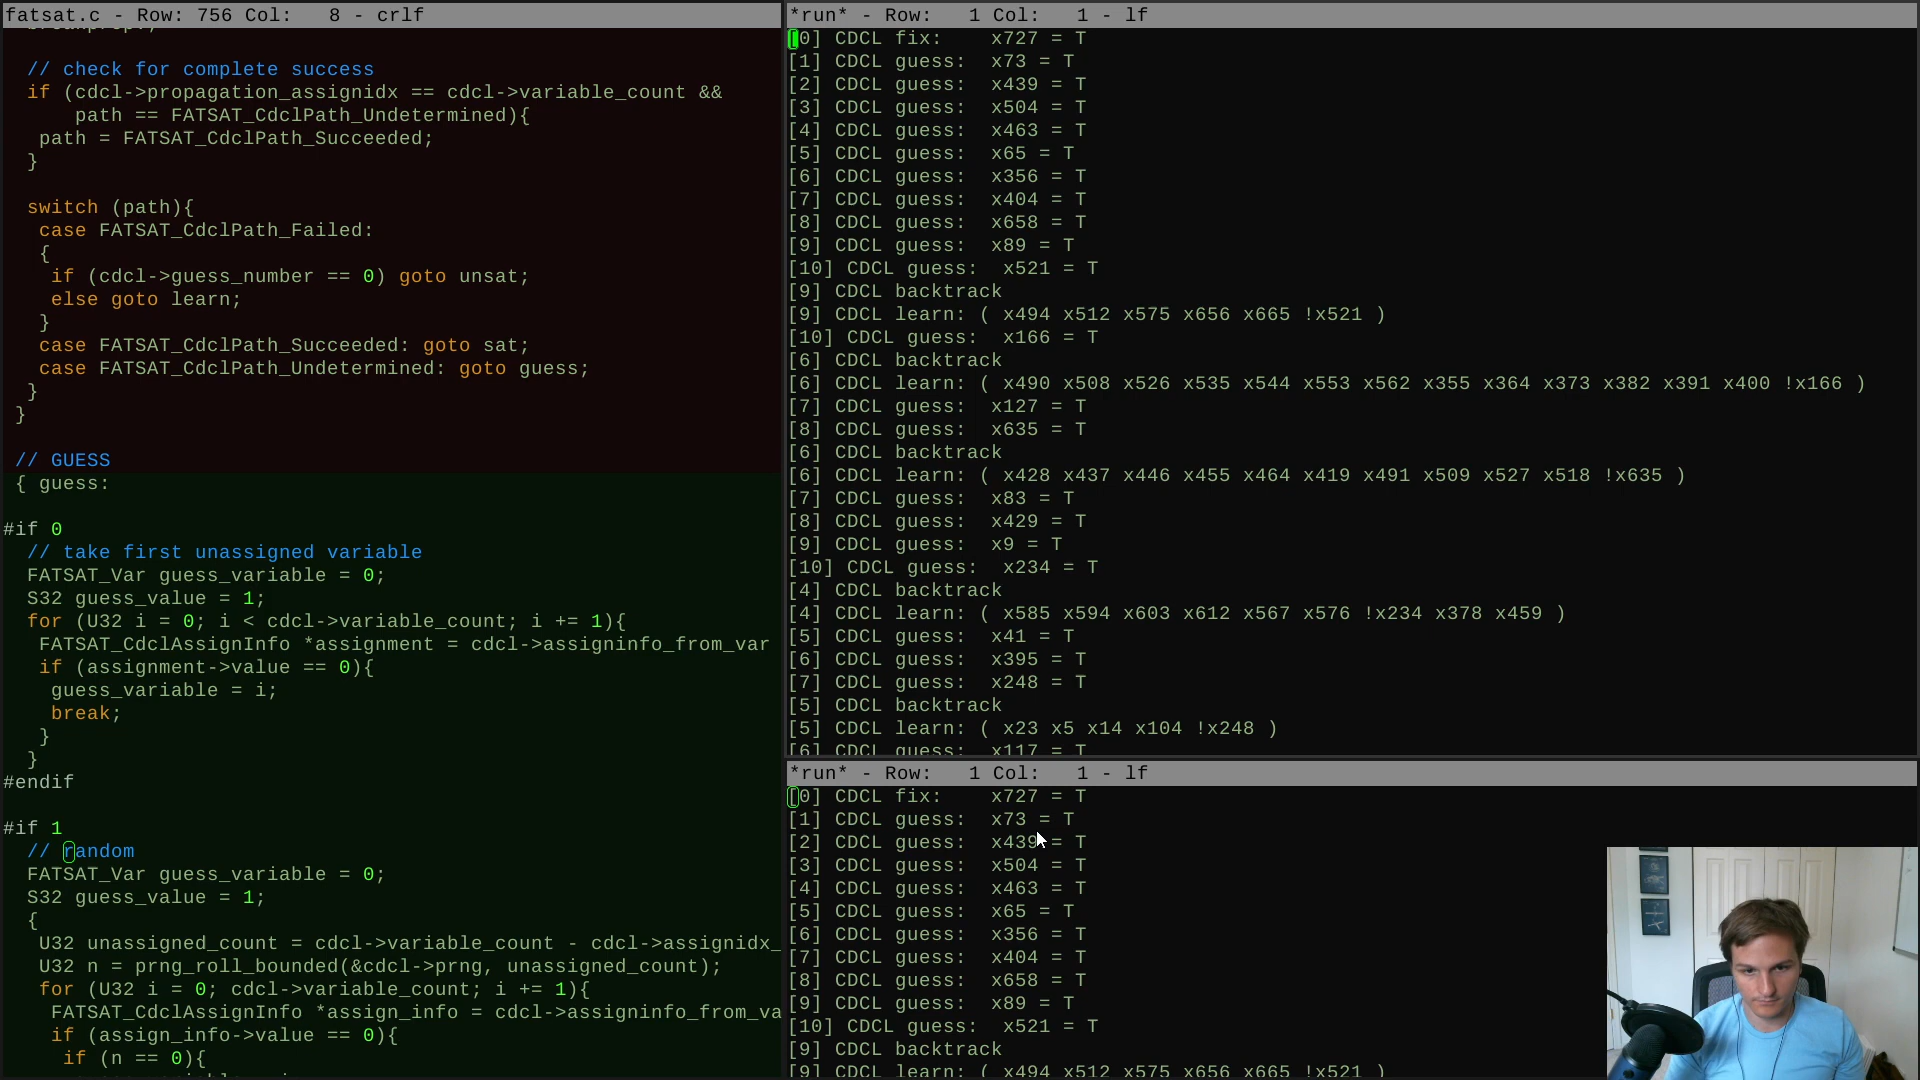 fatsat.c - Row: 756 Col:   8 - crlf
// check for complete success
if (cdcl->propagation_assignidx == cdcl->variable_count &&
path == FATSAT_CdclPath_Undetermined){
path = FATSAT_CdclPath_Succeeded;
}
switch (path){
case FATSAT_CdclPath_Failed:
{
if (cdcl->guess_number == 0) goto unsat;
else goto learn;
}
case FATSAT_CdclPath_Succeeded: goto sat;
case FATSAT_CdclPath_Undetermined: goto guess;
}
}
// GUESS
{ guess:
#if 0
// take first unassigned variable
FATSAT_Var guess_variable = 0;
S32 guess_value = 1;
for (U32 i = 0; i < cdcl->variable_count; i += 1){
FATSAT_CdclAssignInfo *assignment = cdcl->assigninfo_from_var
if (assignment->value == 0){
guess_variable = i;
break;
}
}
#endif
#if 1
// random
FATSAT_Var guess_variable = 0;
S32 guess_value = 1;
{
U32 unassigned_count = cdcl->variable_count - cdcl->assignidx_
U32 n = prng_roll_bounded(&cdcl->prng, unassigned_count);
for (U32 i = 0; cdcl->variable_count; i += 1){
FATSAT_CdclAssignInfo *assign_info = cdcl->assigninfo_from_va
if (assign_info->value == 0){
if (n == 0){
*run* - Row:   1 Col:   1 - lf
[0] CDCL fix:    x727 = T
[1] CDCL guess:  x73 = T
[2] CDCL guess:  x439 = T
[3] CDCL guess:  x504 = T
[4] CDCL guess:  x463 = T
[5] CDCL guess:  x65 = T
[6] CDCL guess:  x356 = T
[7] CDCL guess:  x404 = T
[8] CDCL guess:  x658 = T
[9] CDCL guess:  x89 = T
[10] CDCL guess:  x521 = T
[9] CDCL backtrack
[9] CDCL learn: ( x494 x512 x575 x656 x665 !x521 )
[10] CDCL guess:  x166 = T
[6] CDCL backtrack
[6] CDCL learn: ( x490 x508 x526 x535 x544 x553 x562 x355 x364 x373 x382 x391 x400 !x166 )
[7] CDCL guess:  x127 = T
[8] CDCL guess:  x635 = T
[6] CDCL backtrack
[6] CDCL learn: ( x428 x437 x446 x455 x464 x419 x491 x509 x527 x518 !x635 )
[7] CDCL guess:  x83 = T
[8] CDCL guess:  x429 = T
[9] CDCL guess:  x9 = T
[10] CDCL guess:  x234 = T
[4] CDCL backtrack
[4] CDCL learn: ( x585 x594 x603 x612 x567 x576 !x234 x378 x459 )
[5] CDCL guess:  x41 = T
[6] CDCL guess:  x395 = T
[7] CDCL guess:  x248 = T
[5] CDCL backtrack
[5] CDCL learn: ( x23 x5 x14 x104 !x248 )
[6] CDCL guess:  x117 = T
*run* - Row:   1 Col:   1 - lf
[0] CDCL fix:    x727 = T
[1] CDCL guess:  x73 = T
[2] CDCL guess:  x439 = T
[3] CDCL guess:  x504 = T
[4] CDCL guess:  x463 = T
[5] CDCL guess:  x65 = T
[6] CDCL guess:  x356 = T
[7] CDCL guess:  x404 = T
[8] CDCL guess:  x658 = T
[9] CDCL guess:  x89 = T
[10] CDCL guess:  x521 = T
[9] CDCL backtrack
[9] CDCL learn: ( x494 x512 x575 x656 x665 !x521 )